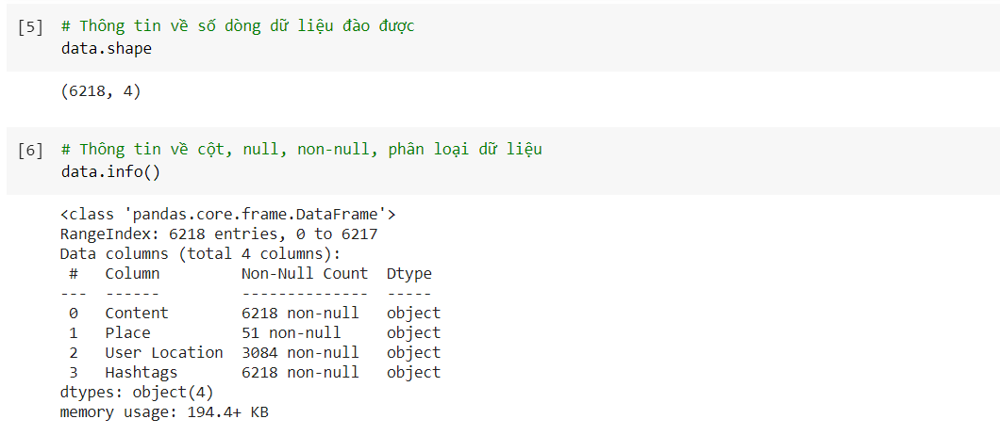 [5] # Thông tin về số dòng dữ liệu đào được
data.shape
(6218, 4)
[6] # Thông tin về cột, null, non-null, phân loại dữ liệu
data.info()
<class 'pandas.core.frame.DataFrame'>
RangeIndex: 6218 entries, 0 to 6217
Data columns (total 4 columns):
 #   Column         Non-Null Count  Dtype
---  ------         --------------  -----
 0   Content        6218 non-null   object
 1   Place          51 non-null     object
 2   User Location  3084 non-null   object
 3   Hashtags       6218 non-null   object
dtypes: object(4)
memory usage: 194.4+ KB